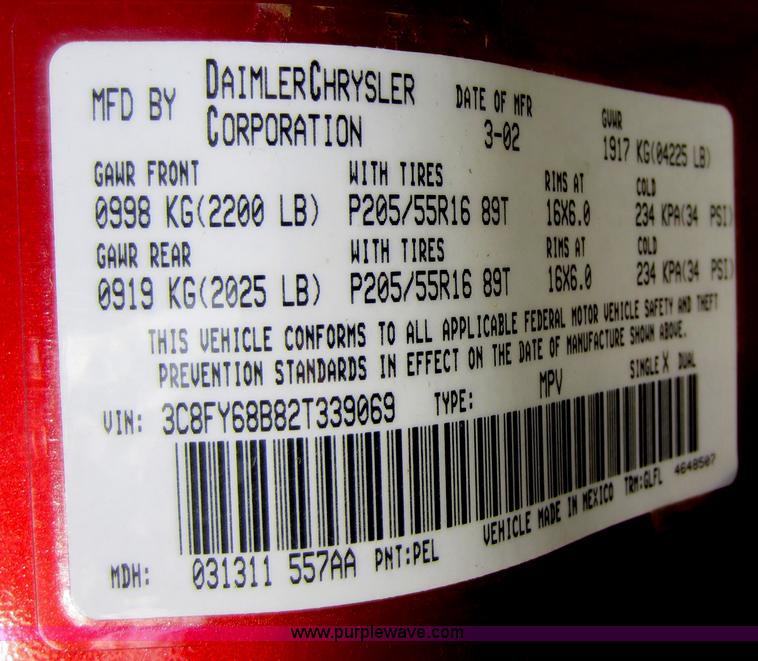 MFD BY DAIMLERCHRYSLER CORPORATION DATE OF MFR 3-02 GVWR 1917 KG(04225 LB)
GAWR FRONT WITH TIRES RIMS AT COLD
0998 KG(2200 LB) P205/55R16 89T 16X6.0 234 KPA(34 PSI)
GAWR REAR WITH TIRES RIMS AT COLD
0919 KG(2025 LB) P205/55R16 89T 16X6.0 234 KPA(34 PSI)
THIS VEHICLE CONFORMS TO ALL APPLICABLE FEDERAL MOTOR VEHICLE SAFETY AND THEFT
PREVENTION STANDARDS IN EFFECT ON THE DATE OF MANUFACTURE SHOWN ABOVE.
VIN: 3C8FY68B82T339069 TYPE: MPV SINGLE X DUAL
MDH: 031311 557AA PNT:PEL VEHICLE MADE IN MEXICO TRM:GLFL 4648507
www.purplewave.com